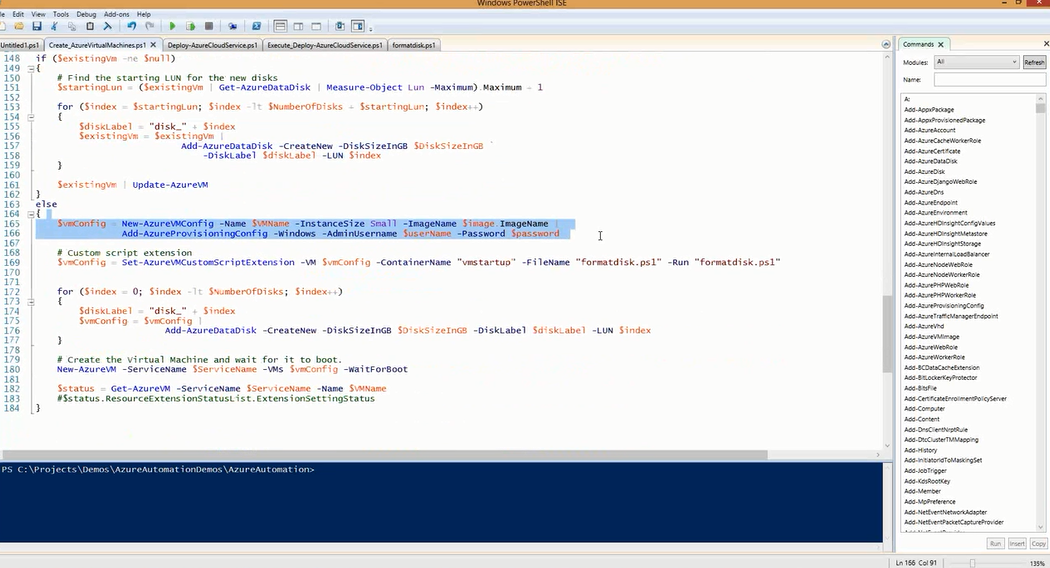 Windows PowerShell ISE
File Edit View Tools Debug Add-ons Help
Untitled1.ps1 Create_AzureVirtualMachines.ps1 X Deploy-AzureCloudService.ps1 Execute_Deploy-AzureCloudService.ps1 formatdisk.ps1
148 if ($existingVm -ne $null)
149 {
150 # Find the starting LUN for the new disks
151 $startingLun = ($existingVm | Get-AzureDataDisk | Measure-Object Lun -Maximum).Maximum + 1
152
153 for ($index = $startingLun; $index -lt $NumberOfDisks + $startingLun; $index++)
154 {
155 $diskLabel = "disk_" + $index
156 $existingVm = $existingVm |
157 Add-AzureDataDisk -CreateNew -DiskSizeInGB $DiskSizeInGB `
158 -DiskLabel $diskLabel -LUN $index
159 }
160
161 $existingVm | Update-AzureVM
162 }
163 else
164 {
165 $vmConfig = New-AzureVMConfig -Name $VMName -InstanceSize Small -ImageName $image.ImageName |
166 Add-AzureProvisioningConfig -Windows -AdminUsername $userName -Password $password
167
168 # Custom script extension
169 $vmConfig = Set-AzureVMCustomScriptExtension -VM $vmConfig -ContainerName "vmstartup" -FileName "formatdisk.ps1" -Run "formatdisk.ps1"
170
171
172 for ($index = 0; $index -lt $NumberOfDisks; $index++)
173 {
174 $diskLabel = "disk_" + $index
175 $vmConfig = $vmConfig |
176 Add-AzureDataDisk -CreateNew -DiskSizeInGB $DiskSizeInGB -DiskLabel $diskLabel -LUN $index
177 }
178
179 # Create the Virtual Machine and wait for it to boot.
180 New-AzureVM -ServiceName $ServiceName -VMs $vmConfig -WaitForBoot
181
182 $status = Get-AzureVM -ServiceName $ServiceName -Name $VMName
183 #$status.ResourceExtensionStatusList.ExtensionSettingStatus
184 }
PS C:\Projects\Demos\AzureAutomationDemos\AzureAutomation>
Commands X
Modules: All Refresh
Name:
A:
Add-AppxPackage
Add-AppxProvisionedPackage
Add-AzureAccount
Add-AzureCacheWorkerRole
Add-AzureCertificate
Add-AzureDataDisk
Add-AzureDisk
Add-AzureDjangoWebRole
Add-AzureDns
Add-AzureEndpoint
Add-AzureEnvironment
Add-AzureHDInsightConfigValues
Add-AzureHDInsightMetastore
Add-AzureHDInsightStorage
Add-AzureInternalLoadBalancer
Add-AzureNodeWebRole
Add-AzureNodeWorkerRole
Add-AzurePHPWebRole
Add-AzurePHPWorkerRole
Add-AzureProvisioningConfig
Add-AzureTrafficManagerEndpoint
Add-AzureVhd
Add-AzureVMImage
Add-AzureWebRole
Add-AzureWorkerRole
Add-BCDataCacheExtension
Add-BitLockerKeyProtector
Add-BitsFile
Add-CertificateEnrollmentPolicyServer
Add-Computer
Add-Content
Add-DnsClientNrptRule
Add-DtcClusterTMMapping
Add-History
Add-InitiatorIdToMaskingSet
Add-JobTrigger
Add-KdsRootKey
Add-Member
Add-MpPreference
Add-NetEventNetworkAdapter
Add-NetEventPacketCaptureProvider
Run Insert Copy
Ln 166 Col 91 135%